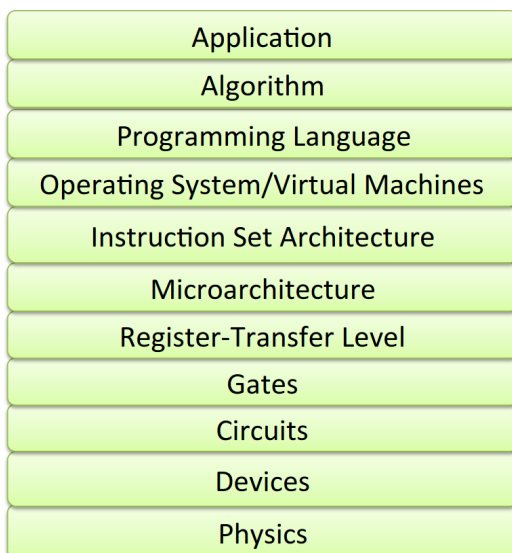 Application
Algorithm
Programming Language
Operating System/Virtual Machines
Instruction Set Architecture
Microarchitecture
Register-Transfer Level
Gates
Circuits
Devices
Physics